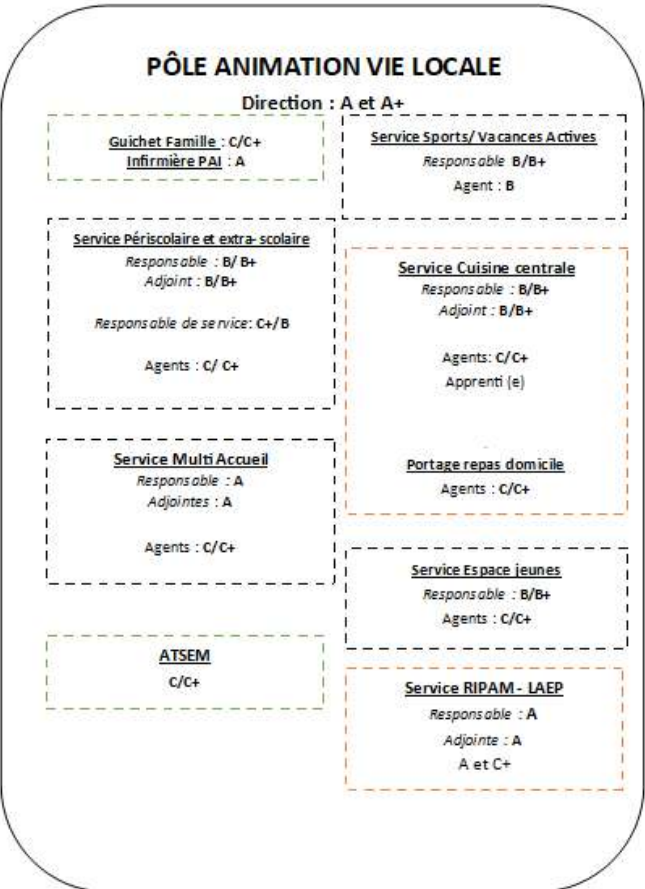 PÔLE ANIMATION VIE LOCALE
Direction : A et A+
Guichet Famille : C/C+
Infirmière PAI : A
Service Sports/ Vacances Actives
Responsable B/B+
Agent : B
Service Périscolaire et extra- scolaire
Responsable : B/ B+
Adjoint : B/B+
Responsable de service: C+/B
Agents : C/ C+
Service Cuisine centrale
Responsable : B/B+
Adjoint : B/B+
Agents: C/C+
Apprenti (e)
Portage repas domicile
Agents : C/C+
Service Multi Accueil
Responsable : A
Adjointes : A
Agents : C/C+
Service Espace jeunes
Responsable : B/B+
Agents : C/C+
ATSEM
C/C+
Service RIPAM - LAEP
Responsable : A
Adjointe : A
A et C+